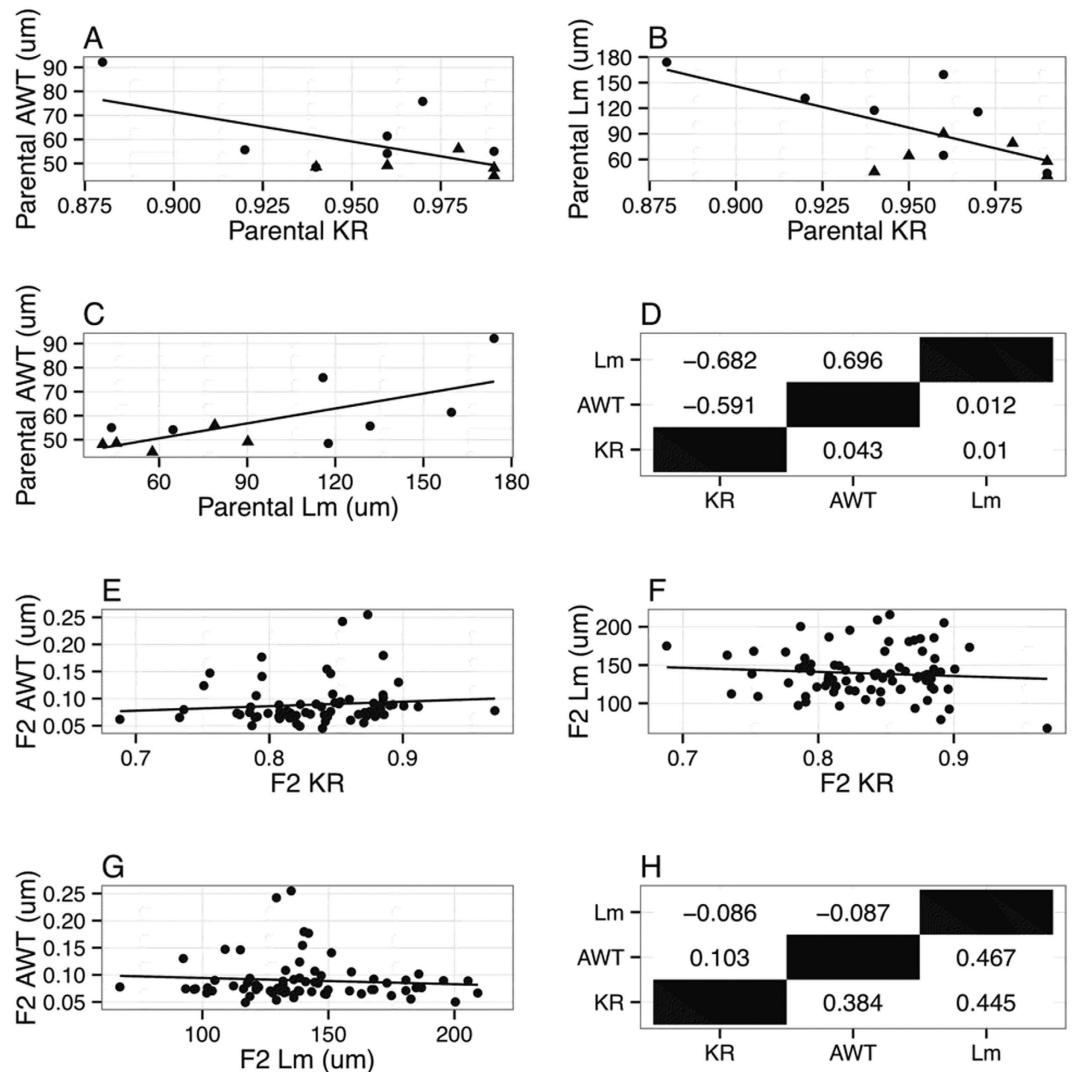 A
Parental AWT (um)
90
80
70
60
50
0.875 0.900 0.925 0.950 0.975
Parental KR
B
Parental Lm (um)
180
150
120
90
60
0.875 0.900 0.925 0.950 0.975
Parental KR
C
Parental AWT (um)
90
80
70
60
50
60 90 120 150 180
Parental Lm (um)
D
Lm −0.682 0.696
AWT −0.591 0.012
KR 0.043 0.01
KR AWT Lm
E
F2 AWT (um)
0.25
0.20
0.15
0.10
0.05
0.7 0.8 0.9
F2 KR
F
F2 Lm (um)
200
150
100
0.7 0.8 0.9
F2 KR
G
F2 AWT (um)
0.25
0.20
0.15
0.10
0.05
100 150 200
F2 Lm (um)
H
Lm −0.086 −0.087
AWT 0.103 0.467
KR 0.384 0.445
KR AWT Lm